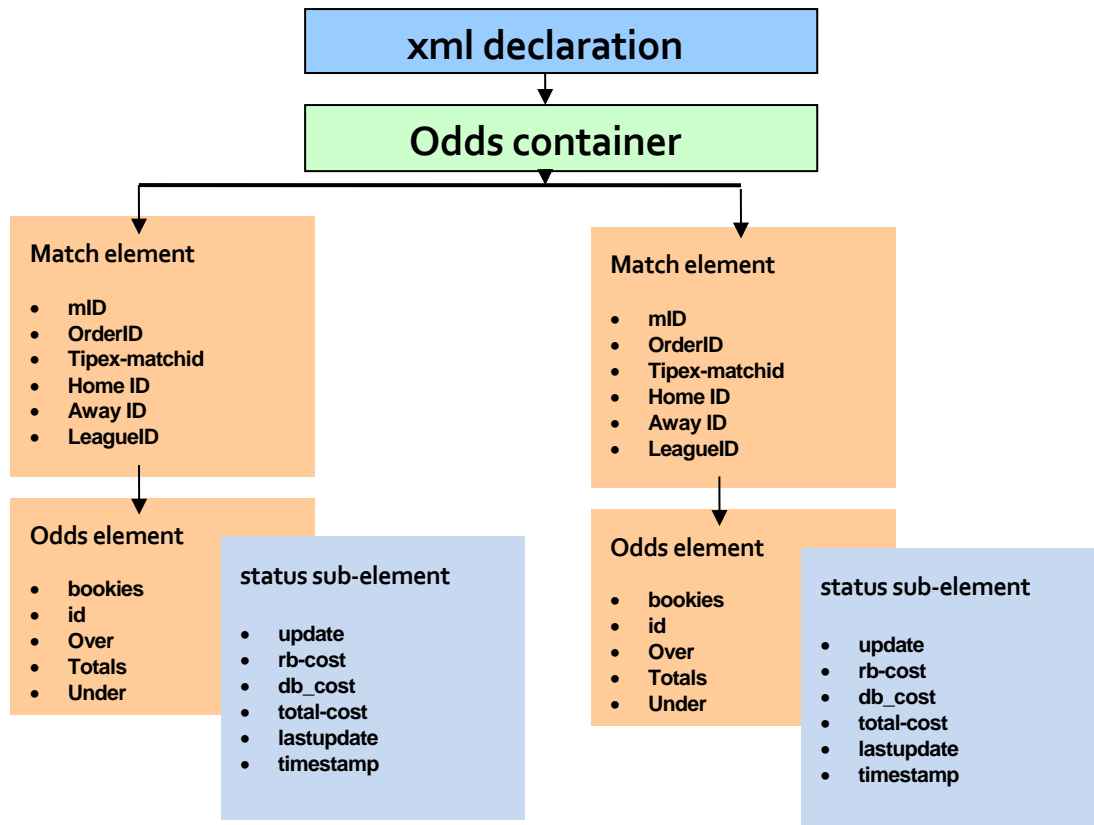 xml declaration
Odds container
Match element
• mID
• OrderID
• Tipex-matchid
• Home ID
• Away ID
• LeagueID
Odds element
• bookies
• id
• Over
• Totals
• Under
status sub-element
• update
• rb-cost
• db_cost
• total-cost
• lastupdate
• timestamp
Match element
• mID
• OrderID
• Tipex-matchid
• Home ID
• Away ID
• LeagueID
Odds element
• bookies
• id
• Over
• Totals
• Under
status sub-element
• update
• rb-cost
• db_cost
• total-cost
• lastupdate
• timestamp